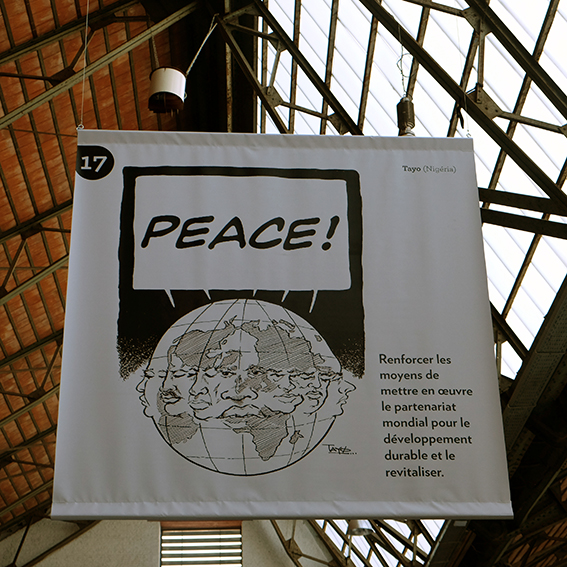 17
Tayo (Nigéria)
PEACE!
Renforcer les
moyens de
mettre en œuvre
le partenariat
mondial pour le
développement
durable et le
revitaliser.
TAYO